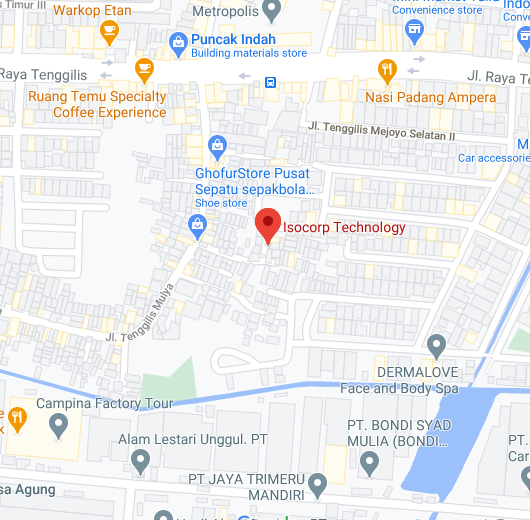 Timur III
Warkop Etan
Metropolis
Convenience store
Indo
Conve
Puncak Indah
Building materials store
Raya Tenggilis
Jl. Raya Te
Ruang Temu Specialty
Coffee Experience
Nasi Padang Ampera
Jl. Tenggilis Mejoyo Selatan II
M
Car accessorie
GhofurStore Pusat
Sepatu sepakbola...
Shoe store
Isocorp Technology
Jl. Tenggilis Mulya
DERMALOVE
Face and Body Spa
e
k
Campina Factory Tour
Alam Lestari Unggul. PT
PT. BONDI SYAD
MULIA (BONDI...
PT.
Car
PT JAYA TRIMERU
MANDIRI
sa Agung